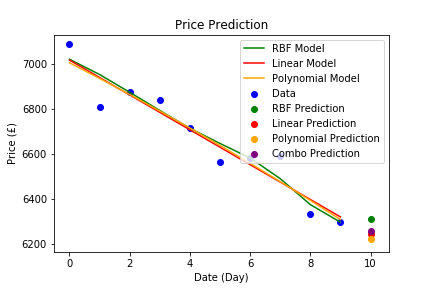 Price Prediction
RBF Model
Linear Model
Polynomial Model
Data
RBF Prediction
Linear Prediction
Polynomial Prediction
Combo Prediction
7000
6800
6600
6400
6200
Price (£)
0 2 4 6 8 10
Date (Day)